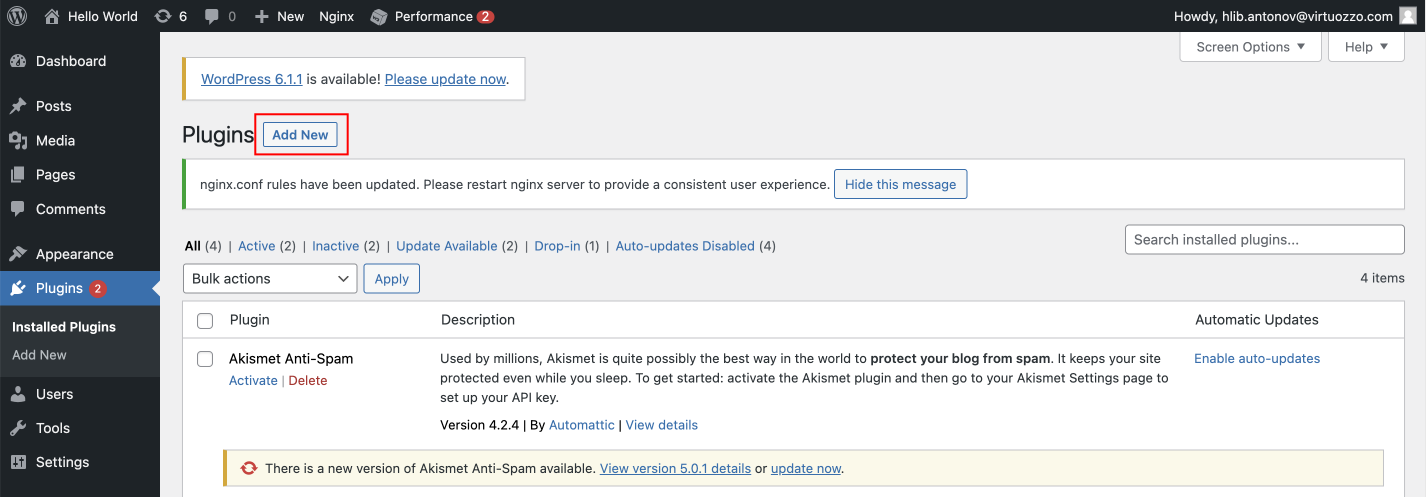 Hello World 6 0 New Nginx Performance 2 Howdy, hlib.antonov@virtuozzo.com
Screen Options Help
Dashboard
Posts
Media
Pages
Comments
Appearance
Plugins 2
Installed Plugins
Add New
Users
Tools
Settings
WordPress 6.1.1 is available! Please update now.
Plugins Add New
nginx.conf rules have been updated. Please restart nginx server to provide a consistent user experience. Hide this message
All (4) | Active (2) | Inactive (2) | Update Available (2) | Drop-in (1) | Auto-updates Disabled (4)
Search installed plugins...
Bulk actions Apply
4 items
Plugin Description Automatic Updates
Akismet Anti-Spam
Activate | Delete
Used by millions, Akismet is quite possibly the best way in the world to protect your blog from spam. It keeps your site
protected even while you sleep. To get started: activate the Akismet plugin and then go to your Akismet Settings page to
set up your API key.
Version 4.2.4 | By Automattic | View details
Enable auto-updates
There is a new version of Akismet Anti-Spam available. View version 5.0.1 details or update now.